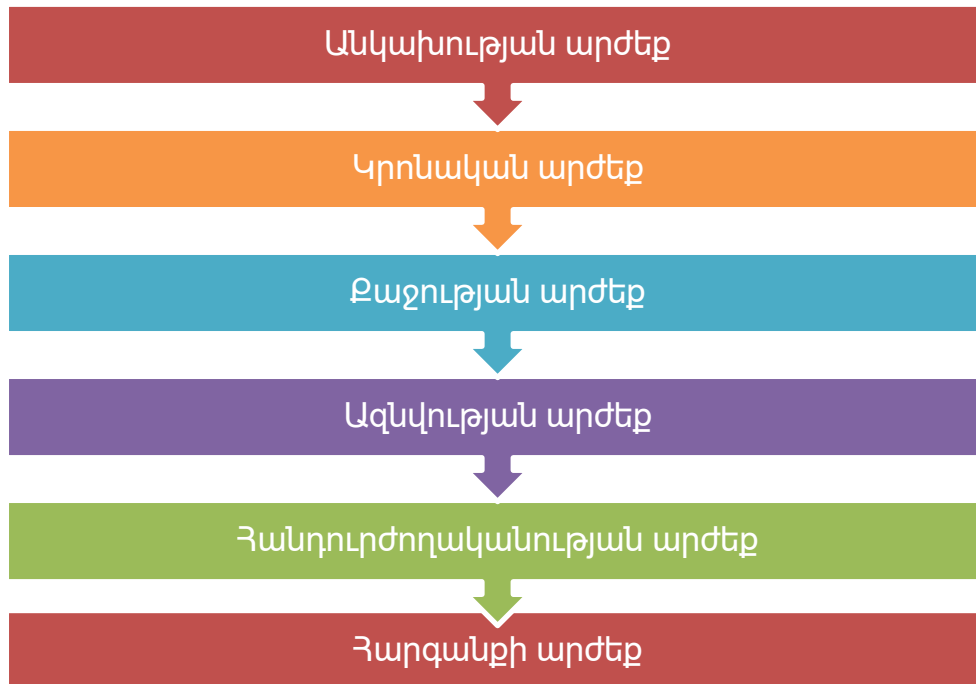 Անկախության արժեք
Կրոնական արժեք
Քաջության արժեք
Ազնվության արժեք
Հանդուրժողականության արժեք
Հարգանքի արժեք